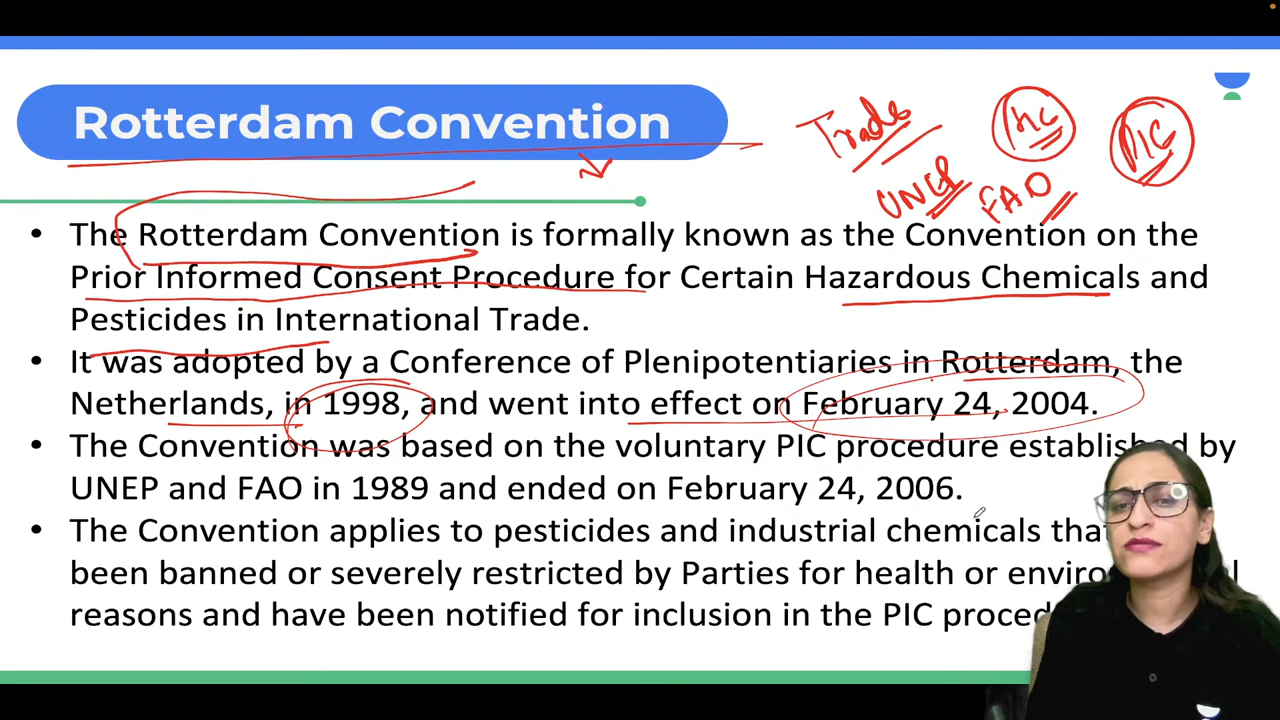 Rotterdam Convention
Trade
HC
PIC
UNEP
FAO
• The Rotterdam Convention is formally known as the Convention on the
Prior Informed Consent Procedure for Certain Hazardous Chemicals and
Pesticides in International Trade.
• It was adopted by a Conference of Plenipotentiaries in Rotterdam, the
Netherlands, in 1998, and went into effect on February 24, 2004.
• The Convention was based on the voluntary PIC procedure established by
UNEP and FAO in 1989 and ended on February 24, 2006.
• The Convention applies to pesticides and industrial chemicals
been banned or severely restricted by Parties for health or
reasons and have been notified for inclusion in the PIC